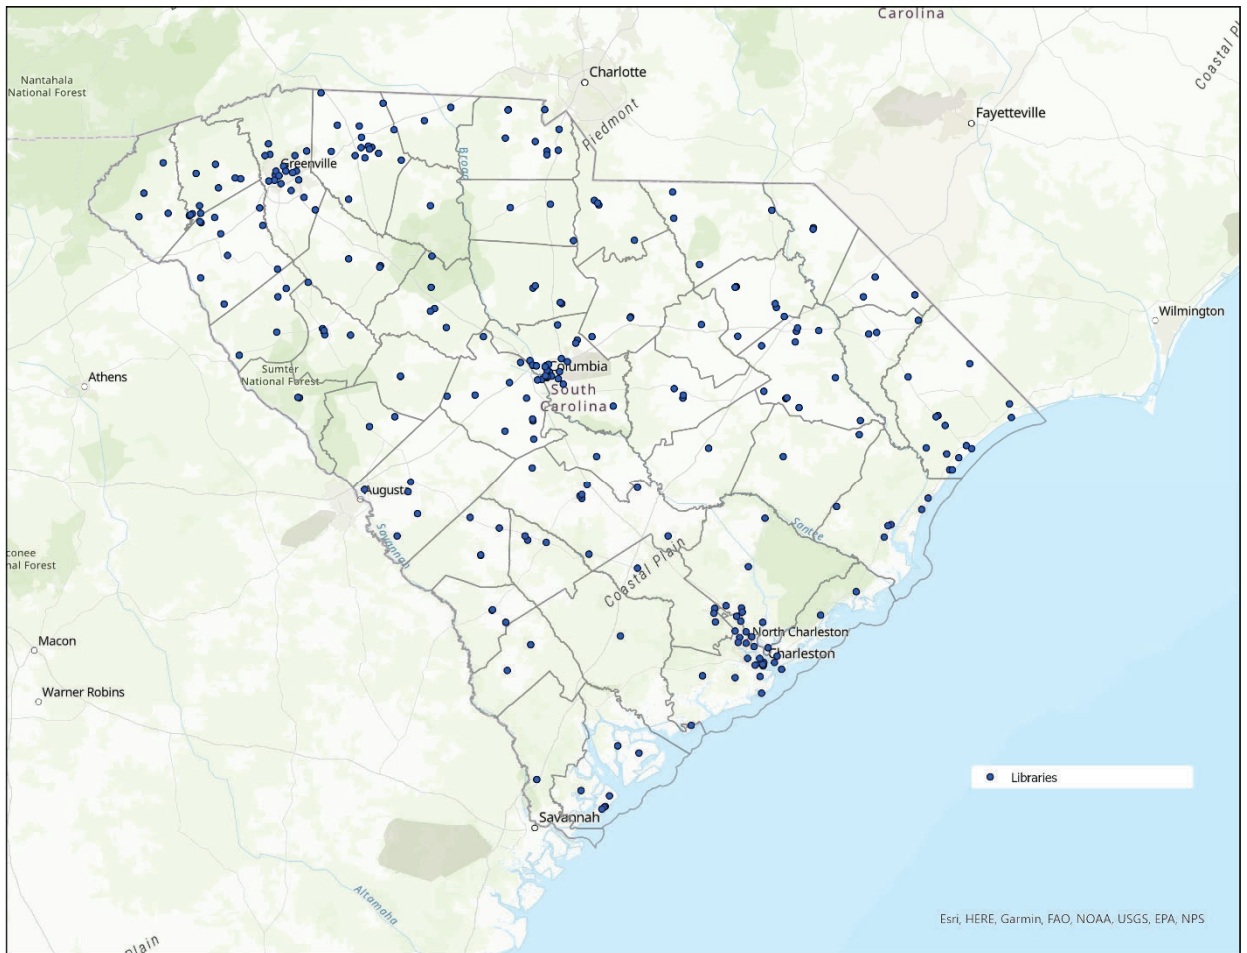 Carolina
Coastal Pl
Charlotte
Nantahala
National Forest
Fayetteville
Piedmont
Broad
Greenville
Wilmington
Columbia
Athens
Sumter
National Forest
South
Carolina
Augusta
Savannah
Santee
conee
nal Forest
Coastal Plain
North Charleston
Charleston
Macon
Warner Robins
Libraries
Savannah
Altamaha
Esri, HERE, Garmin, FAO, NOAA, USGS, EPA, NPS
Plain